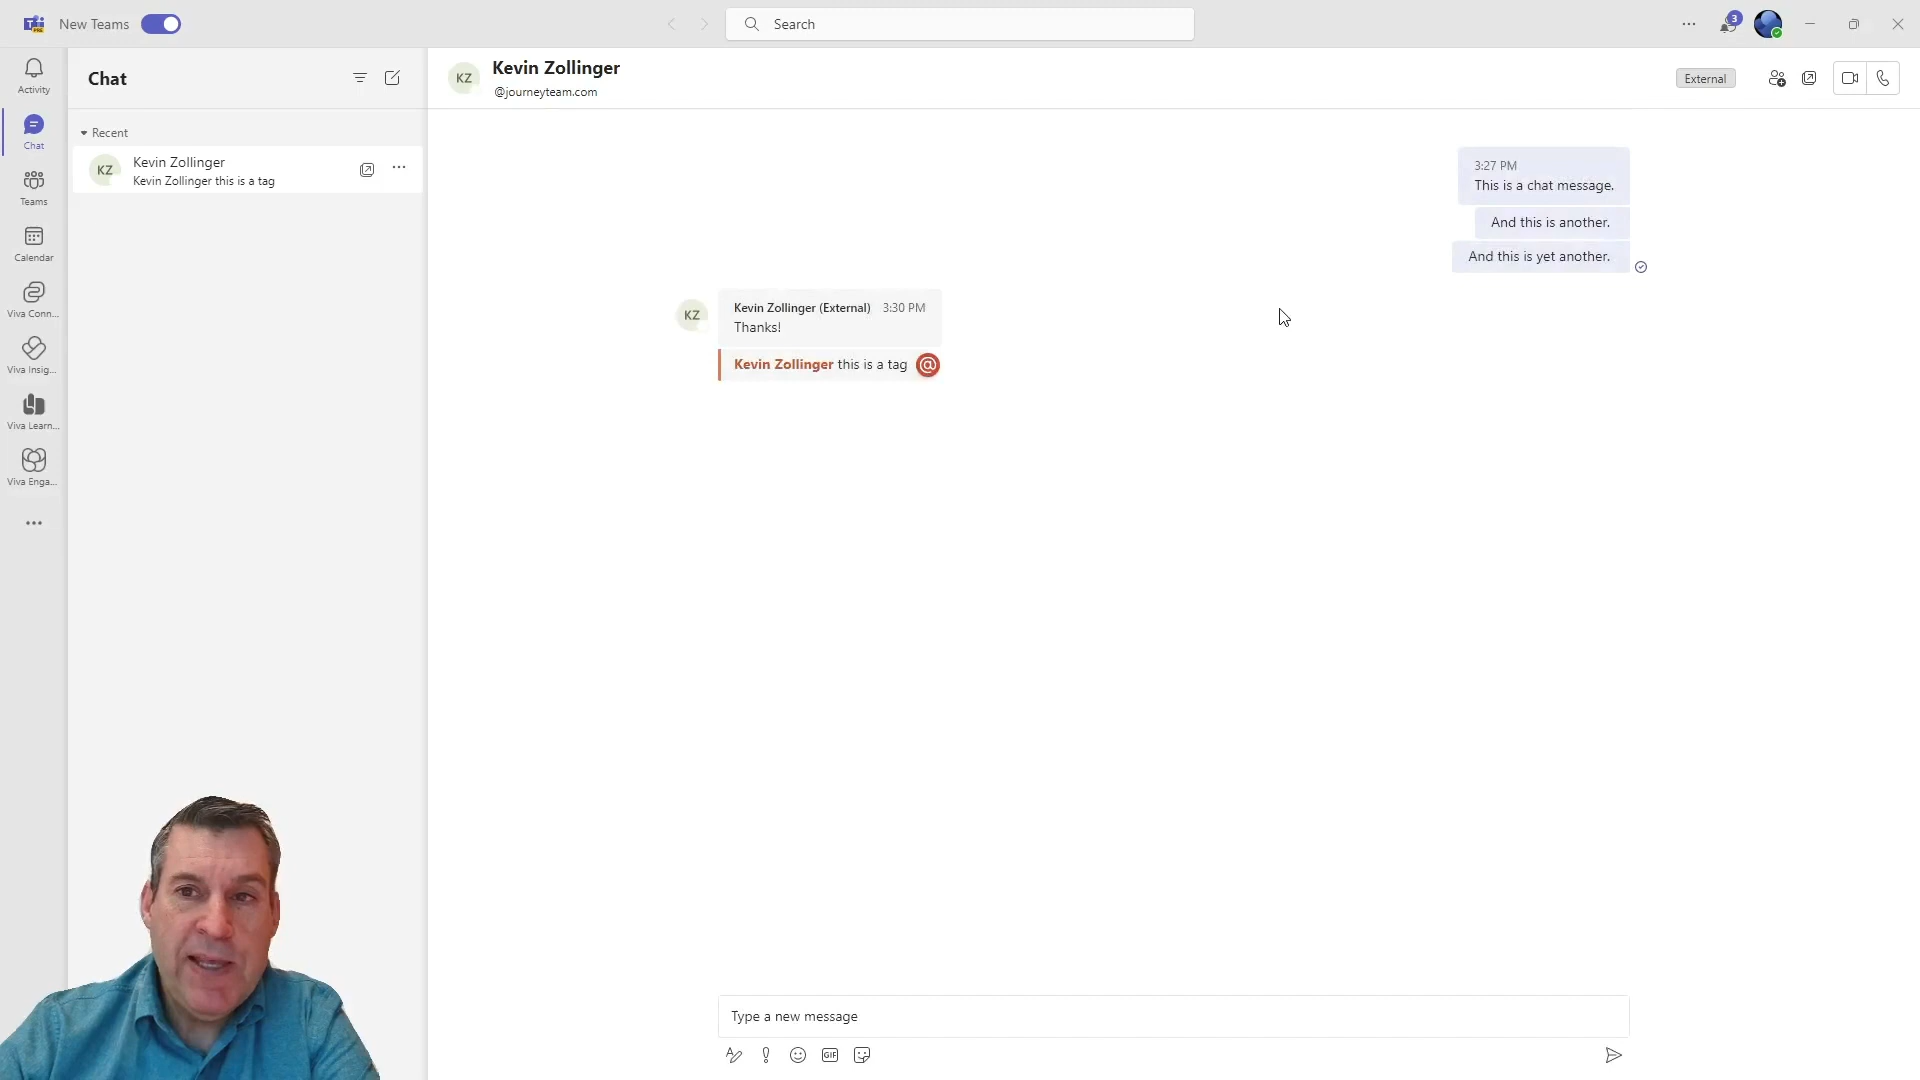 New Teams
Search
3
Activity
Chat
Teams
Calendar
Viva Conn...
Viva Insig...
Viva Learn...
Viva Enga...
Chat
Recent
KZ
Kevin Zollinger
Kevin Zollinger this is a tag
KZ
Kevin Zollinger
@journeyteam.com
External
3:27 PM
This is a chat message.
And this is another.
And this is yet another.
KZ
Kevin Zollinger (External) 3:30 PM
Thanks!
Kevin Zollinger this is a tag @
Type a new message
GIF